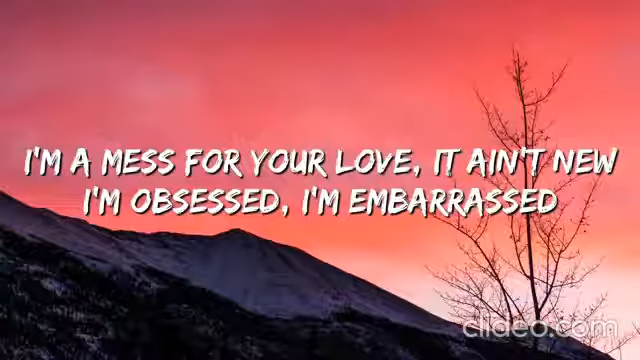 I'M A MESS FOR YOUR LOVE, IT AIN'T NEW
I'M OBSESSED, I'M EMBARRASSED
clideo.com